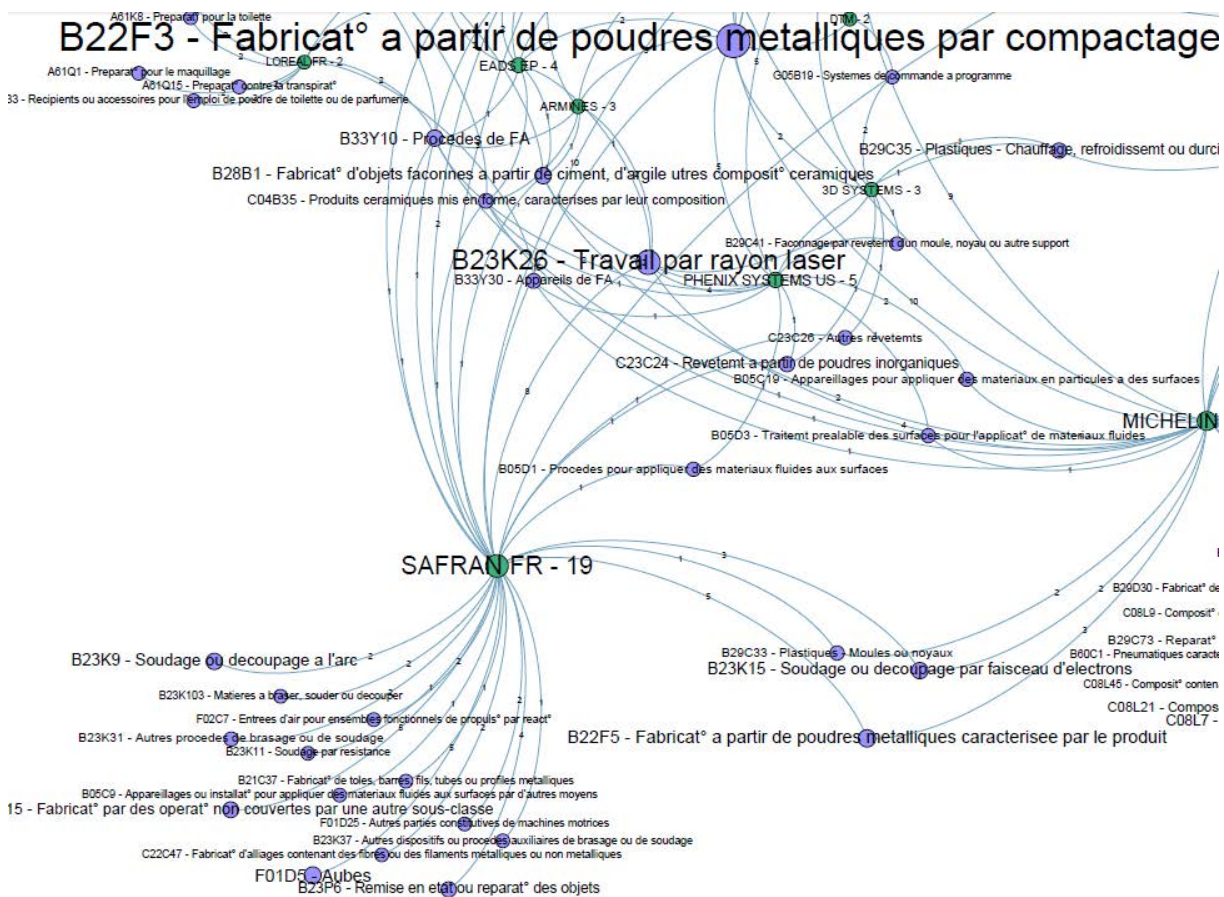 A61K8 - Preparat° pour la toilette
DTM - 2
B22F3 - Fabricat° a partir de poudres metalliques par compactage
LOREAL FR - 2
EADS EP - 4
A61Q1 - Preparat° pour le maquillage
G05B19 - Systemes de commande a programme
A61Q15 - Preparat° contre la transpirat°
33 - Recipients ou accessoires pour l'emploi de poudre de toilette ou de parfumerie
ARMINES - 3
B33Y10 - Procedes de FA
B29C35 - Plastiques - Chauffage, refroidissemt ou durci
B28B1 - Fabricat° d'objets faconnes a partir de ciment, d'argile utres composit° ceramiques
3D SYSTEMS - 3
C04B35 - Produits ceramiques mis en forme, caracterises par leur composition
B29C41 - Faconnage par revetemt d'un moule, noyau ou autre support
B23K26 - Travail par rayon laser
B33Y30 - Appareils de FA
PHENIX SYSTEMS US - 5
C23C26 - Autres revetemts
C23C24 - Revetemt a partir de poudres inorganiques
B05C19 - Appareillages pour appliquer des materiaux en particules a des surfaces
MICHELIN
B05D3 - Traitemt prealable des surfaces pour l'applicat° de materiaux fluides
B05D1 - Procedes pour appliquer des materiaux fluides aux surfaces
SAFRAN FR - 19
B29D30 - Fabricat° de
C08L9 - Composit°
B29C73 - Reparat°
B29C33 - Plastiques - Moules ou noyaux
B60C1 - Pneumatiques caracte
B23K9 - Soudage ou decoupage a l'arc
B23K15 - Soudage ou decoupage par faisceau d'electrons
C08L45 - Composit° conten
B23K103 - Matieres a braser, souder ou decouper
C08L21 - Compos
F02C7 - Entrees d'air pour ensembles fonctionnels de propuls° par react°
C08L7 -
B23K31 - Autres procedes de brasage ou de soudage
B22F5 - Fabricat° a partir de poudres metalliques caracterisee par le produit
B23K11 - Soudage par resistance
B21C37 - Fabricat° de toles, barres, fils, tubes ou profiles metalliques
B05C9 - Appareillages ou installat° pour appliquer des materiaux fluides aux surfaces par d'autres moyens
15 - Fabricat° par des operat° non couvertes par une autre sous-classe
F01D25 - Autres parties constitutives de machines motrices
B23K37 - Autres dispositifs ou procedes auxiliaires de brasage ou de soudage
C22C47 - Fabricat° d'alliages contenant des fibres ou des filaments metalliques ou non metalliques
F01D5 - Aubes
B23P6 - Remise en etat ou reparat° des objets